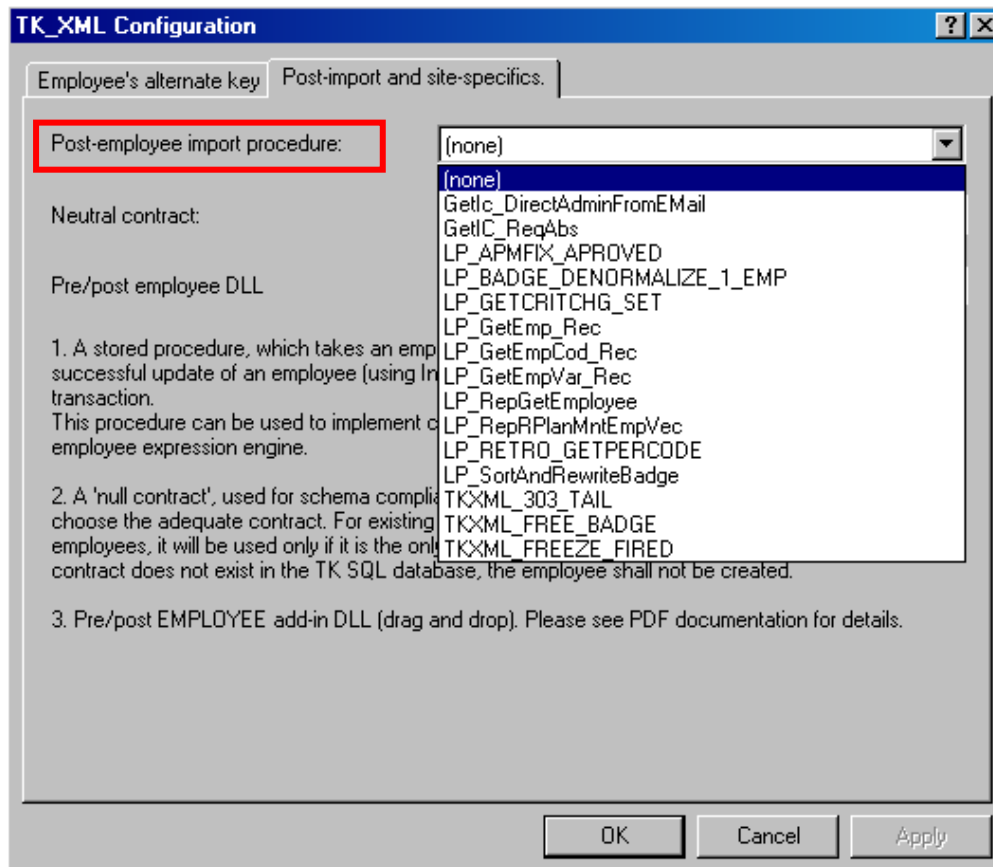 TK_XML Configuration
Employee's alternate key
Post-import and site-specifics.
Post-employee import procedure:
(none)
(none)
GetIc_DirectAdminFromEMail
GetIC_ReqAbs
LP_APMFIX_APROVED
LP_BADGE_DENORMALIZE_1_EMP
LP_GETCRITCHG_SET
LP_GetEmp_Rec
LP_GetEmpCod_Rec
LP_GetEmpVar_Rec
LP_RepGetEmployee
LP_RepRPlanMntEmpVec
LP_RETRO_GETPERCODE
LP_SortAndRewriteBadge
TKXML_303_TAIL
TKXML_FREE_BADGE
TKXML_FREEZE_FIRED
Neutral contract:
Pre/post employee DLL
1. A stored procedure, which takes an emp
successful update of an employee (using In
transaction.
This procedure can be used to implement c
employee expression engine.
2. A 'null contract', used for schema complia
choose the adequate contract. For existing
employees, it will be used only if it is the onl
contract does not exist in the TK SQL database, the employee shall not be created.
3. Pre/post EMPLOYEE add-in DLL (drag and drop). Please see PDF documentation for details.
OK
Cancel
Apply